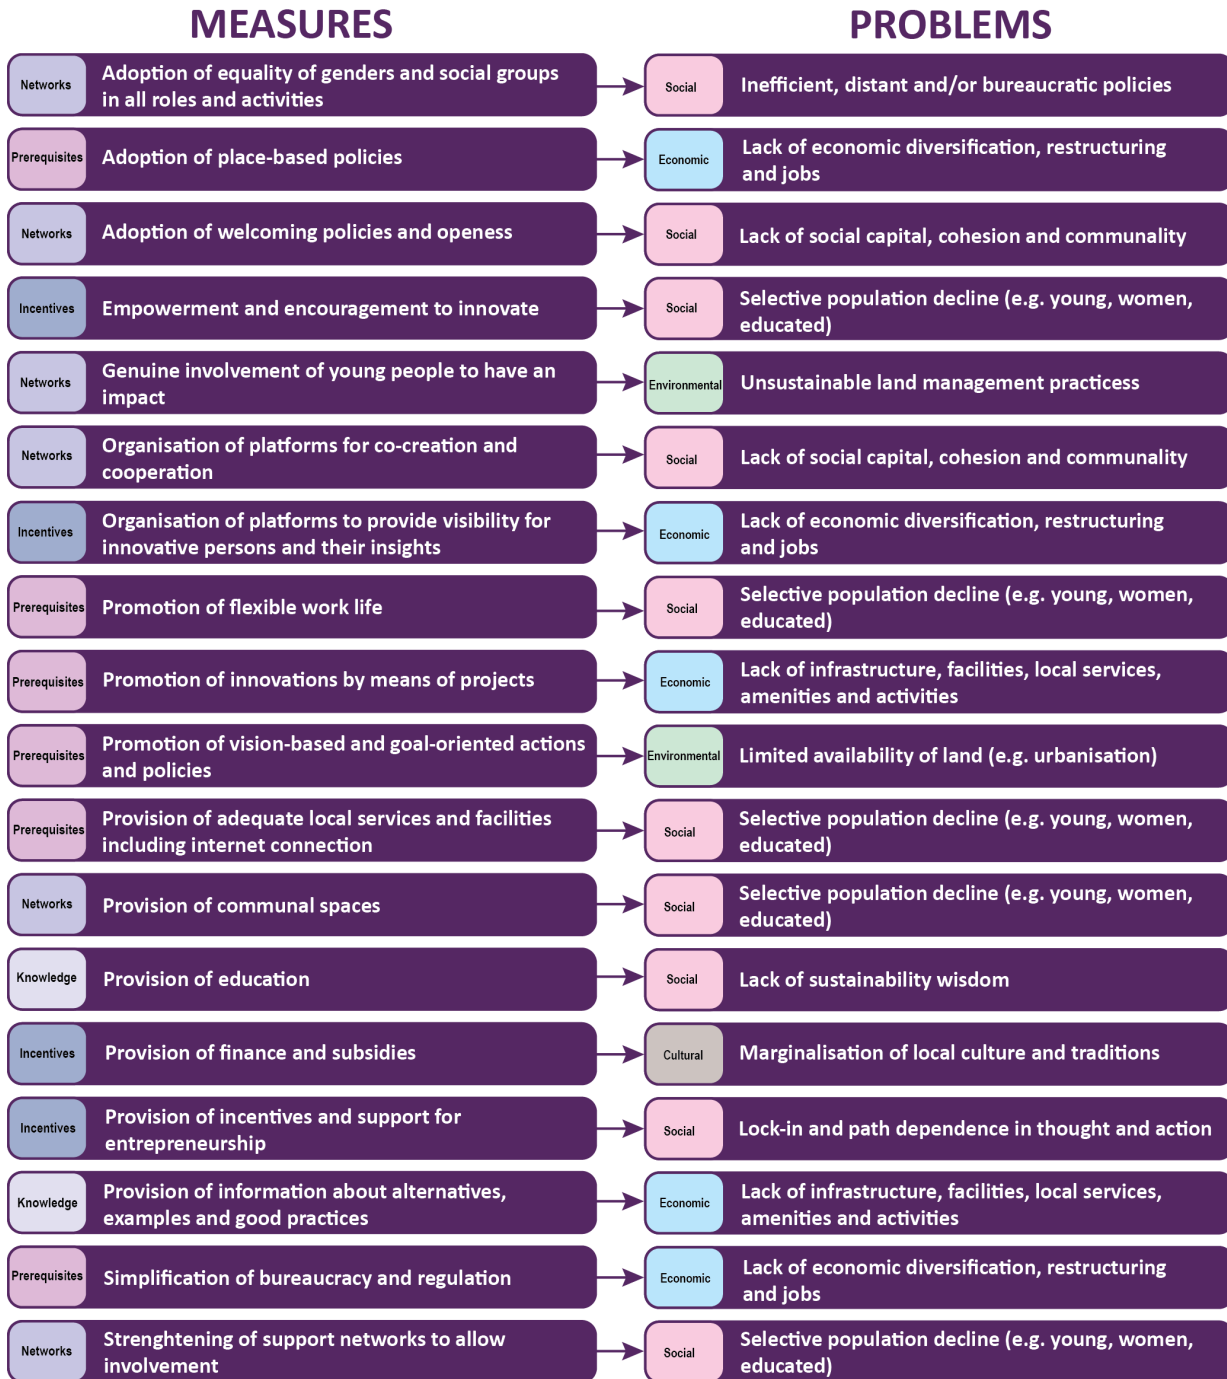 MEASURES
PROBLEMS
Networks
Adoption of equality of genders and social groups
in all roles and activities
Social
Inefficient, distant and/or bureaucratic policies
Prerequisites
Adoption of place-based policies
Economic
Lack of economic diversification, restructuring
and jobs
Networks
Adoption of welcoming policies and openess
Social
Lack of social capital, cohesion and communality
Incentives
Empowerment and encouragement to innovate
Social
Selective population decline (e.g. young, women,
educated)
Networks
Genuine involvement of young people to have an
impact
Environmental
Unsustainable land management practicess
Networks
Organisation of platforms for co-creation and
cooperation
Social
Lack of social capital, cohesion and communality
Incentives
Organisation of platforms to provide visibility for
innovative persons and their insights
Economic
Lack of economic diversification, restructuring
and jobs
Prerequisites
Promotion of flexible work life
Social
Selective population decline (e.g. young, women,
educated)
Prerequisites
Promotion of innovations by means of projects
Economic
Lack of infrastructure, facilities, local services,
amenities and activities
Prerequisites
Promotion of vision-based and goal-oriented actions
and policies
Environmental
Limited availability of land (e.g. urbanisation)
Prerequisites
Provision of adequate local services and facilities
including internet connection
Social
Selective population decline (e.g. young, women,
educated)
Networks
Provision of communal spaces
Social
Selective population decline (e.g. young, women,
educated)
Knowledge
Provision of education
Social
Lack of sustainability wisdom
Incentives
Provision of finance and subsidies
Cultural
Marginalisation of local culture and traditions
Incentives
Provision of incentives and support for
entrepreneurship
Social
Lock-in and path dependence in thought and action
Knowledge
Provision of information about alternatives,
examples and good practices
Economic
Lack of infrastructure, facilities, local services,
amenities and activities
Prerequisites
Simplification of bureaucracy and regulation
Economic
Lack of economic diversification, restructuring
and jobs
Networks
Strenghtening of support networks to allow
involvement
Social
Selective population decline (e.g. young, women,
educated)